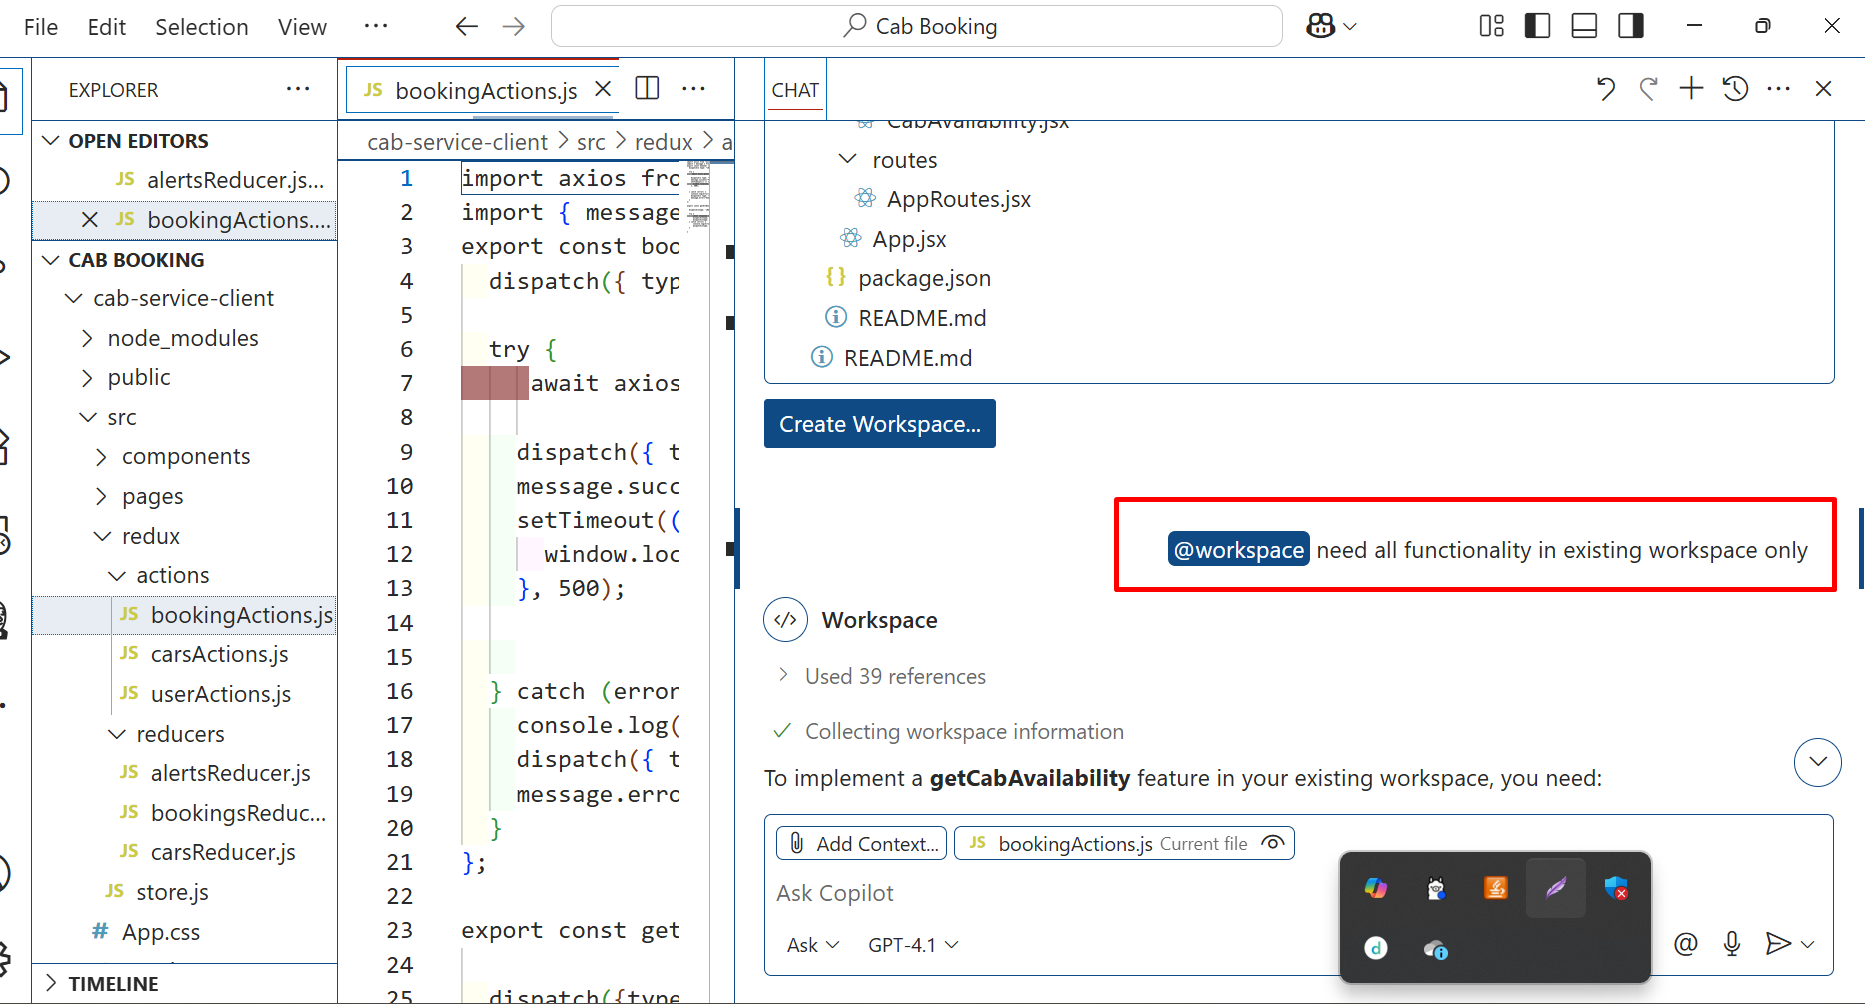 File Edit Selection View ... Cab Booking
EXPLORER ...
OPEN EDITORS
JS alertsReducer.js...
JS bookingActions....
CAB BOOKING
cab-service-client
node_modules
public
src
components
pages
redux
actions
JS bookingActions.js
JS carsActions.js
JS userActions.js
reducers
JS alertsReducer.js
JS bookingsReduc...
JS carsReducer.js
JS store.js
# App.css
TIMELINE
JS bookingActions.js ...
cab-service-client > src > redux > a
1 import axios fro
2 import { message
3 export const boo
4 dispatch({ typ
5
6 try {
7 await axios
8
9 dispatch({ t
10 message.succ
11 setTimeout((
12 window.loc
13 }, 500);
14
15
16 } catch (error
17 console.log(
18 dispatch({ t
19 message.erro
20 }
21 };
22
23 export const get
24
25 dispatch({type
CHAT ...
CabAvailability.jsx
routes
AppRoutes.jsx
App.jsx
{} package.json
README.md
README.md
Create Workspace...
@workspace need all functionality in existing workspace only
Workspace
Used 39 references
Collecting workspace information
To implement a getCabAvailability feature in your existing workspace, you need:
Add Context... JS bookingActions.js Current file
Ask Copilot
Ask GPT-4.1 @